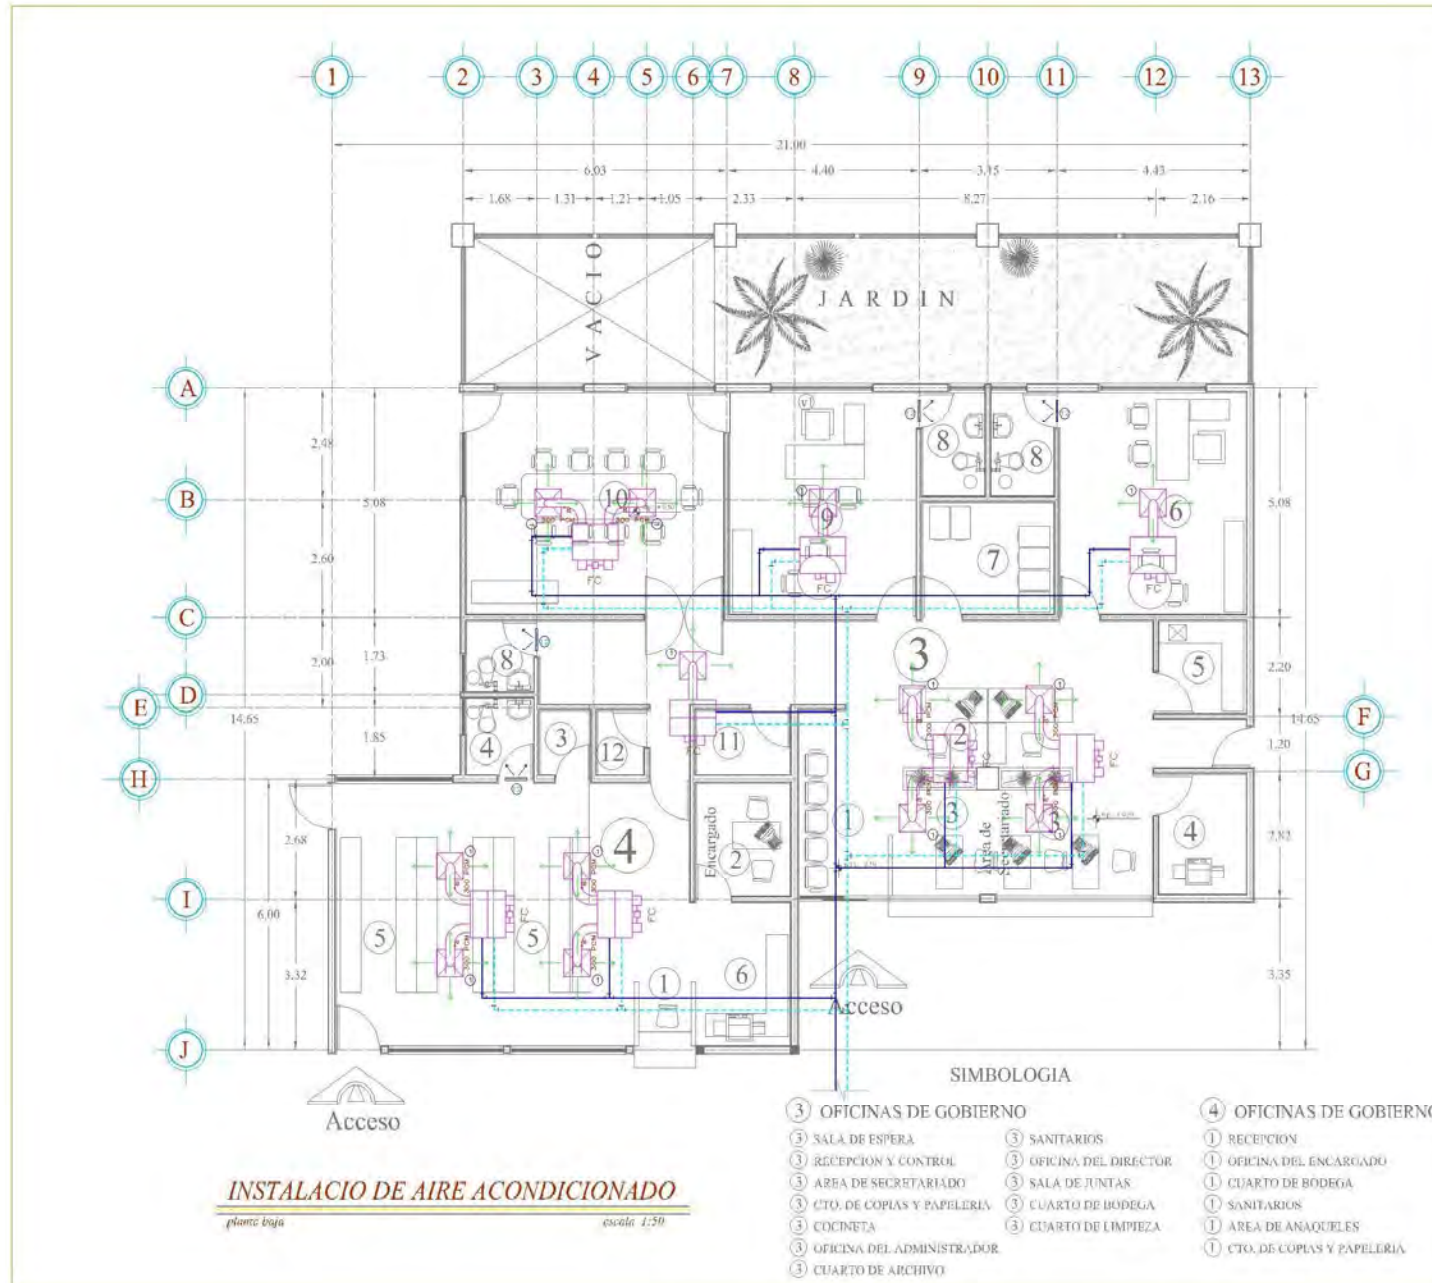 1 2 3 4 5 6 7 8 9 10 11 12 13
21.00
6.03 4.40 3.15 4.43
1.68 1.31 1.21 1.05 2.33 8.27 2.16
VACIO
JARDIN
A
2.48
5.08
5.08
8
8
B
10
9
6
300 PCM
2.60
7
FC
FC
FC
C
2.00
1.73
8
3
5
2.20
D
E
F
14.65
14.65
1.85
4
3
12
11
FC
2
1.20
H
G
2.68
4
Encargado
2
1
3
Area de
Secretariado
3
4
300 PCM
FC
FC
I
6.00
5
5
1
6
3.32
3.35
Acceso
J
Acceso
SIMBOLOGIA
3 OFICINAS DE GOBIERNO
3 SALA DE ESPERA
3 RECEPCION Y CONTROL
3 AREA DE SECRETARIADO
3 CTO. DE COPIAS Y PAPELERIA
3 COCINETA
3 OFICINA DEL ADMINISTRADOR
3 CUARTO DE ARCHIVO
3 SANITARIOS
3 OFICINA DEL DIRECTOR
3 SALA DE JUNTAS
3 CUARTO DE BODEGA
3 CUARTO DE LIMPIEZA
4 OFICINAS DE GOBIERNO
1 RECEPCION
1 OFICINA DEL ENCARGADO
1 CUARTO DE BODEGA
1 SANITARIOS
1 AREA DE ANAQUELES
1 CTO. DE COPIAS Y PAPELERIA
INSTALACIO DE AIRE ACONDICIONADO
planta baja escala 1:50